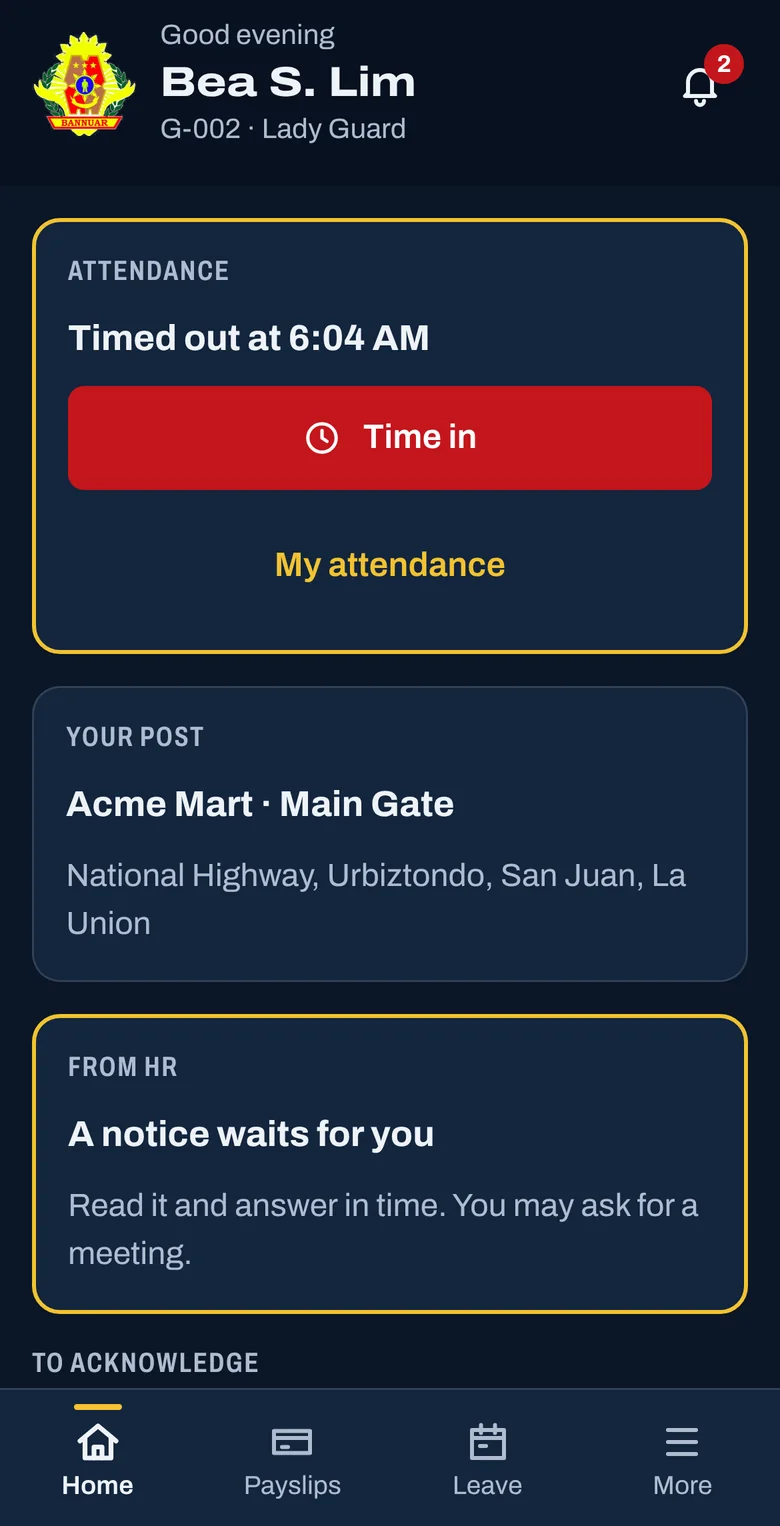 Good evening
Bea S. Lim
G-002 · Lady Guard
BANNUAR
2
ATTENDANCE
Timed out at 6:04 AM
Time in
My attendance
YOUR POST
Acme Mart · Main Gate
National Highway, Urbiztondo, San Juan, La
Union
FROM HR
A notice waits for you
Read it and answer in time. You may ask for a
meeting.
TO ACKNOWLEDGE
Home
Payslips
Leave
More